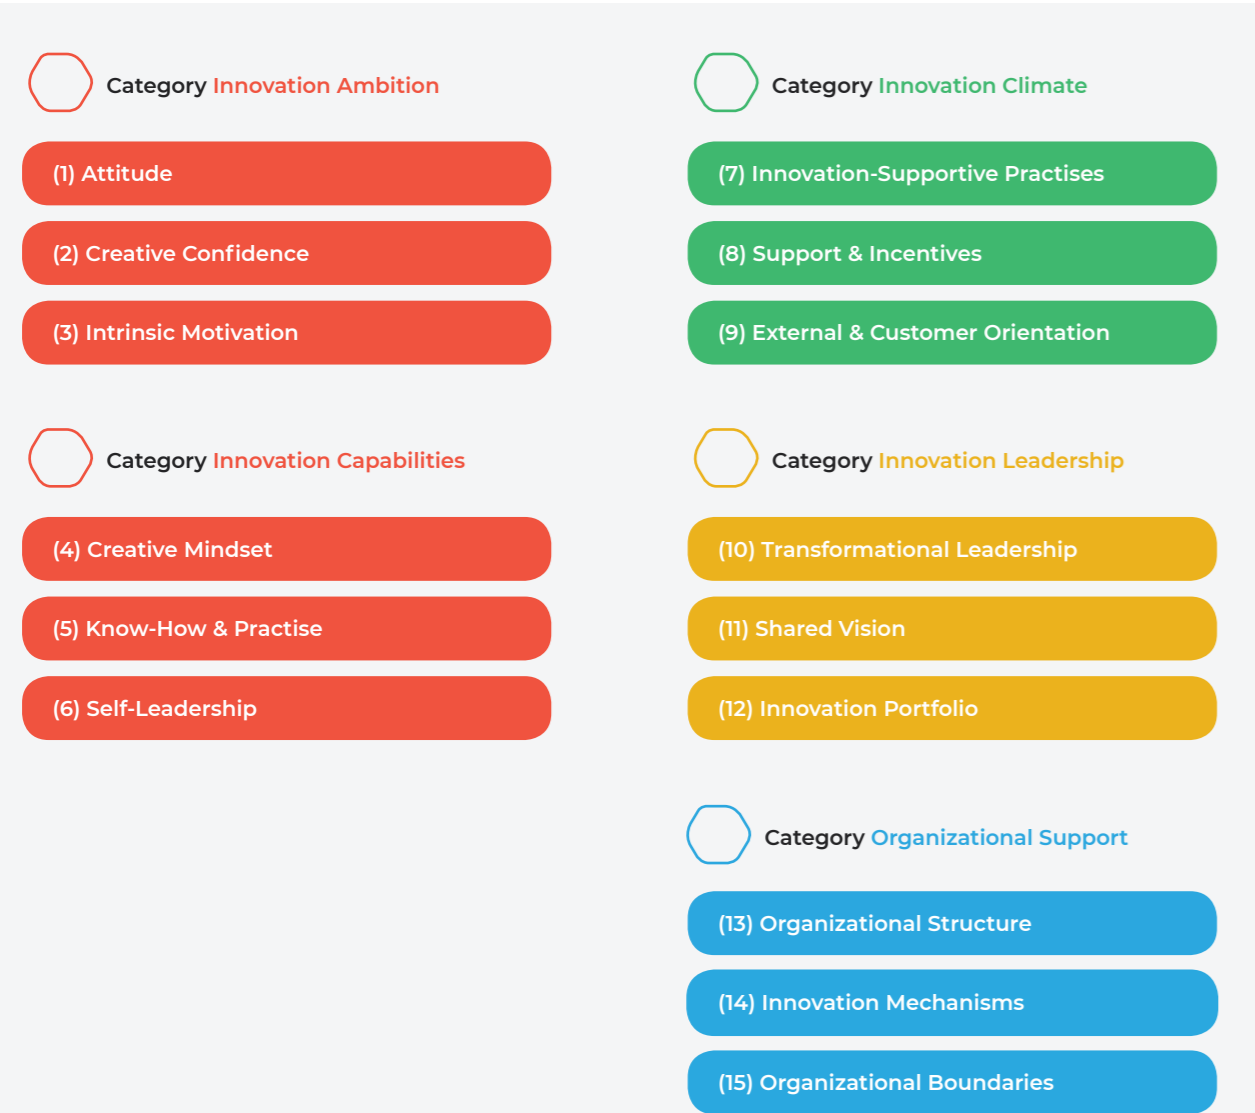 Category Innovation Ambition
(1) Attitude
(2) Creative Confidence
(3) Intrinsic Motivation
Category Innovation Capabilities
(4) Creative Mindset
(5) Know-How & Practise
(6) Self-Leadership
Category Innovation Climate
(7) Innovation-Supportive Practises
(8) Support & Incentives
(9) External & Customer Orientation
Category Innovation Leadership
(10) Transformational Leadership
(11) Shared Vision
(12) Innovation Portfolio
Category Organizational Support
(13) Organizational Structure
(14) Innovation Mechanisms
(15) Organizational Boundaries